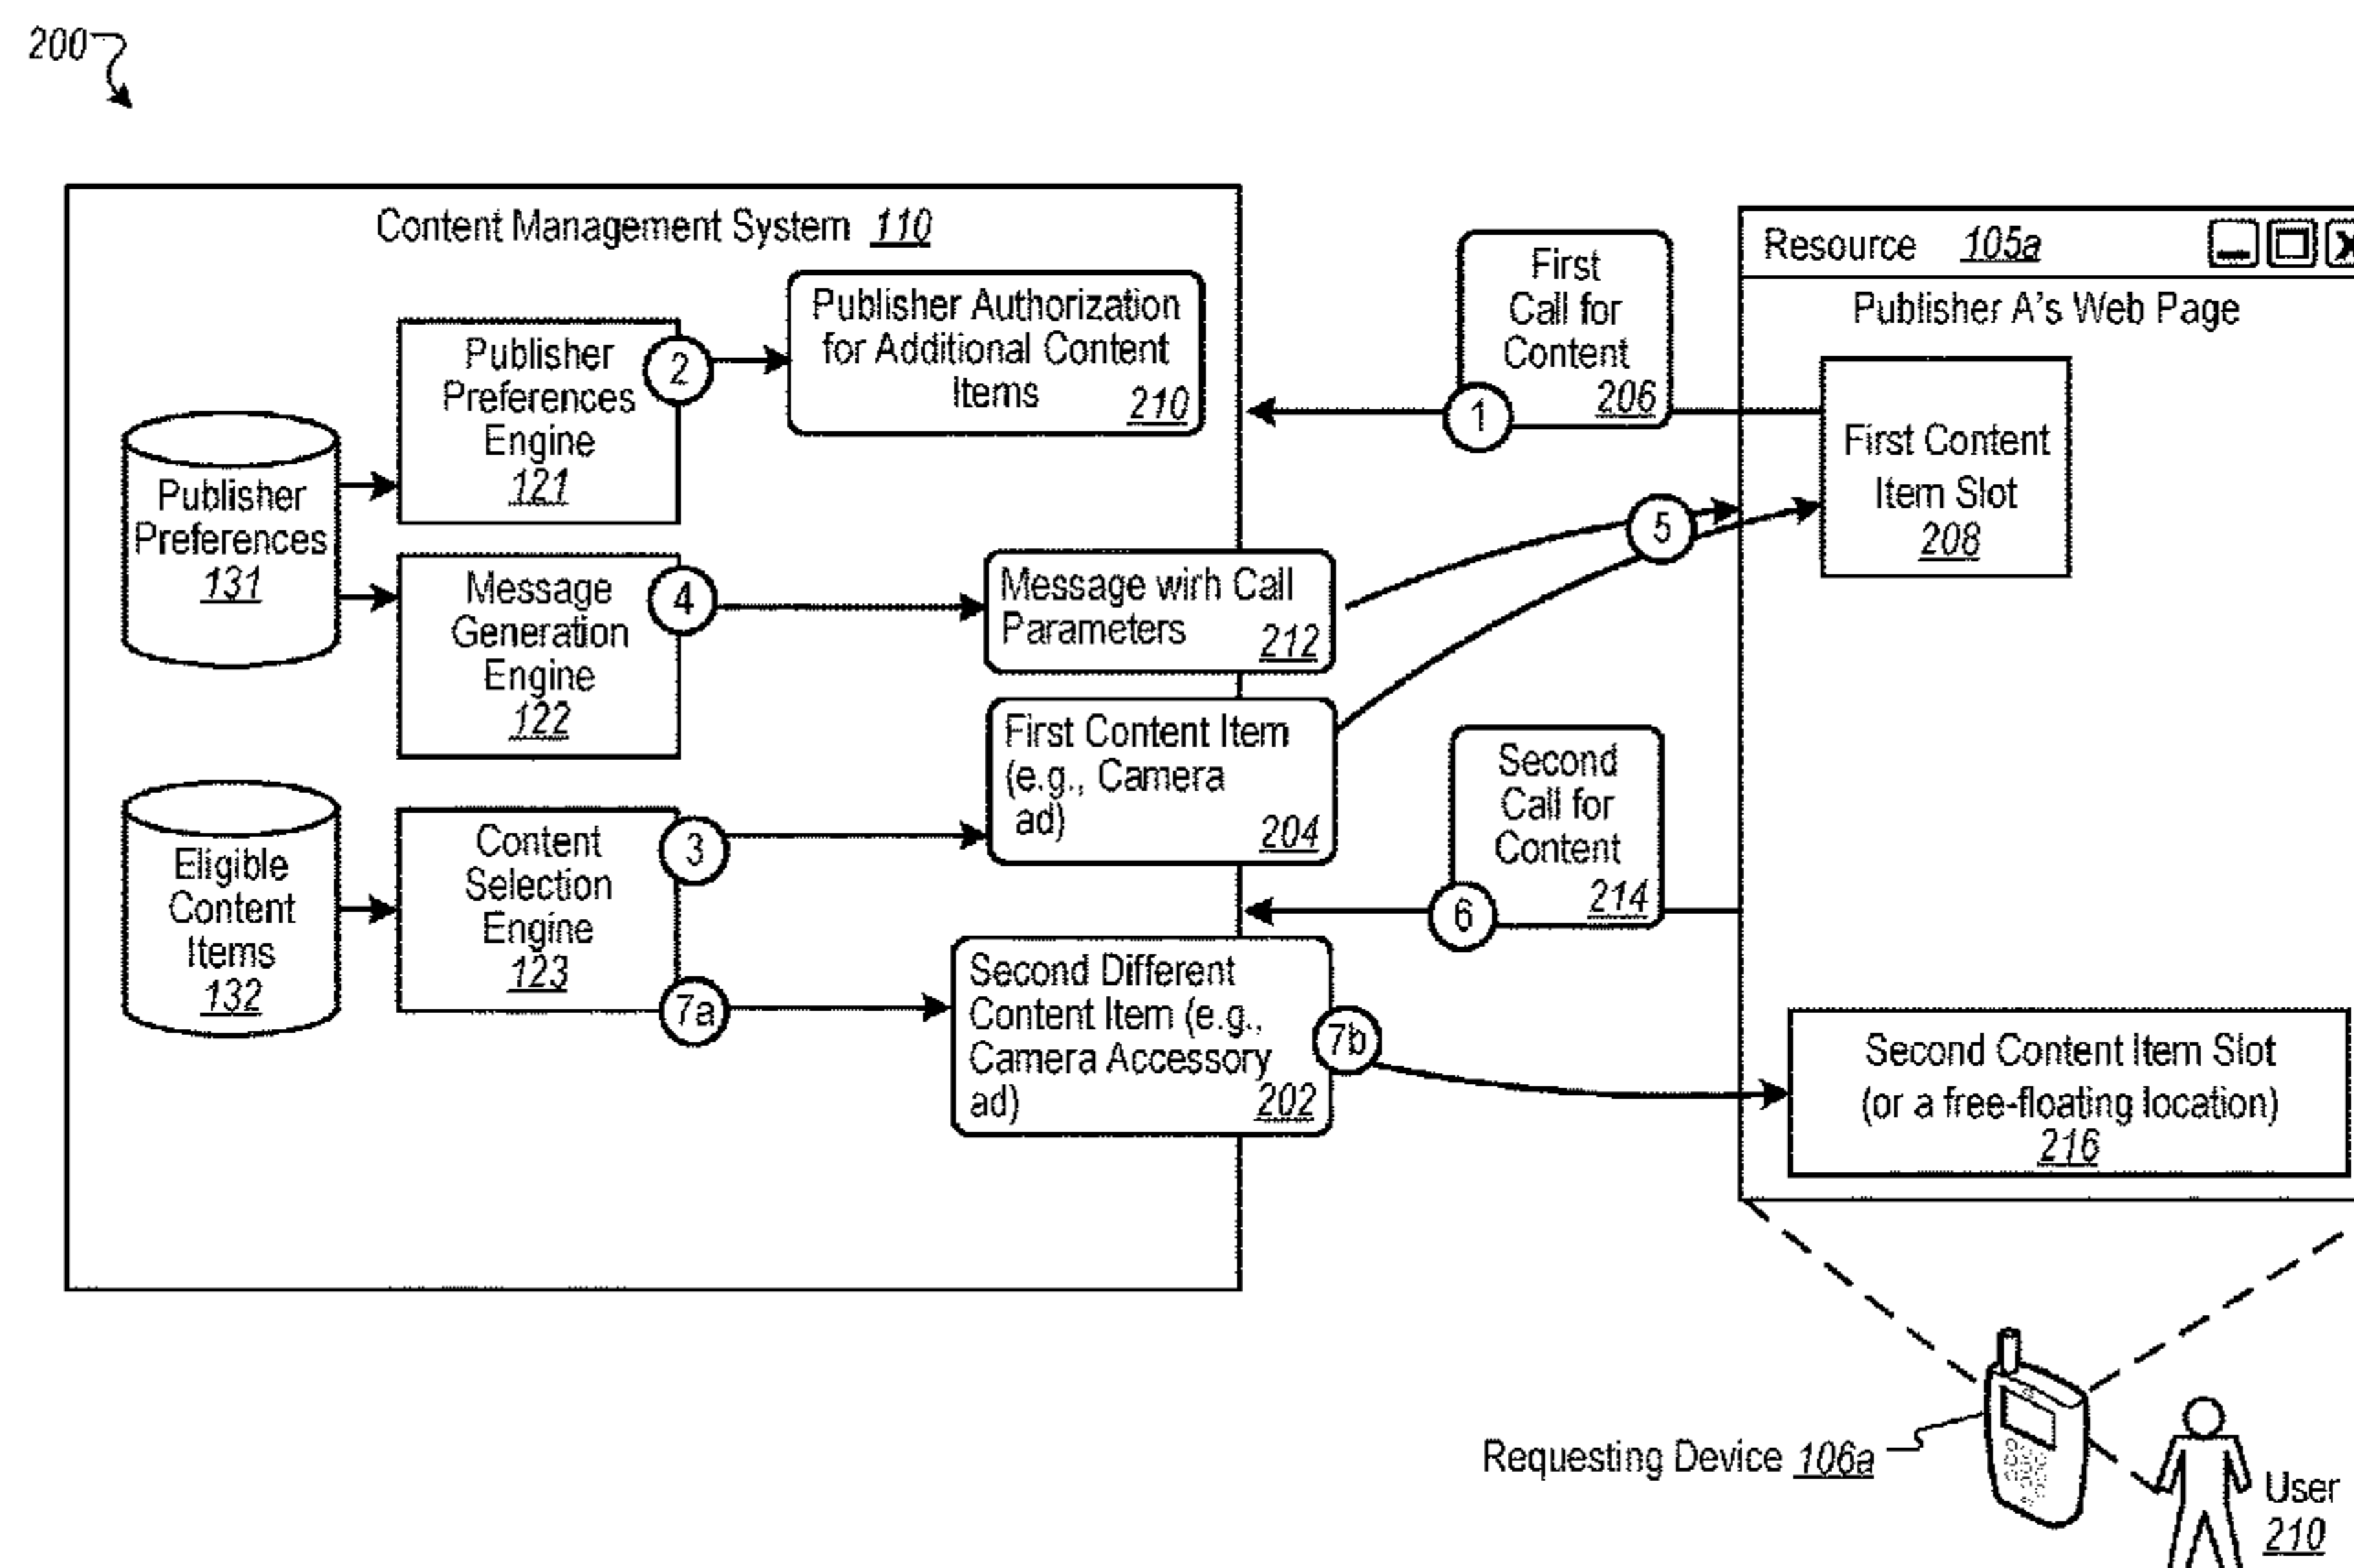 200
Content Management System 110
Publisher Authorization
for Additional Content
Items
210
Publisher
Preferences
Engine
121
2
Publisher
Preferences
131
Message
Generation
Engine
122
4
Message wirh Call
Parameters
212
First Content Item
(e.g., Camera
ad)
204
Eligible
Content
Items
132
Content
Selection
Engine
123
3
7a
Second Different
Content Item (e.g.,
Camera Accessory
ad)
202
7b
First
Call for
Content
206
1
5
Second
Call for
Content
214
6
Resource 105a
Publisher A's Web Page
First Content
Item Slot
208
Second Content Item Slot
(or a free-floating location)
216
Requesting Device 106a
User
210